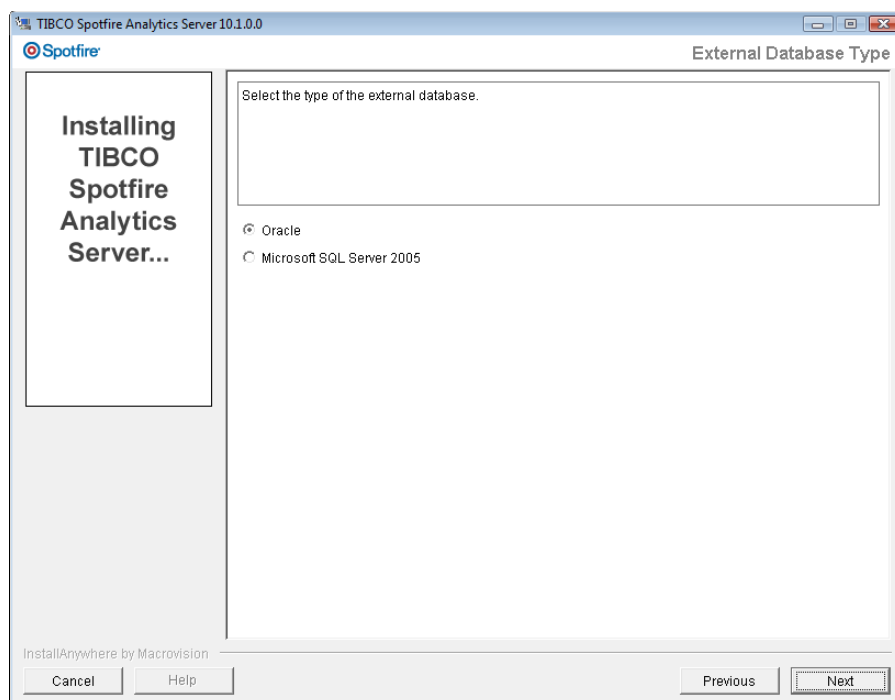 TIBCO Spotfire Analytics Server 10.1.0.0
Spotfire
External Database Type
Installing
TIBCO
Spotfire
Analytics
Server...
Select the type of the external database.
Oracle
Microsoft SQL Server 2005
InstallAnywhere by Macrovision
Cancel
Help
Previous
Next